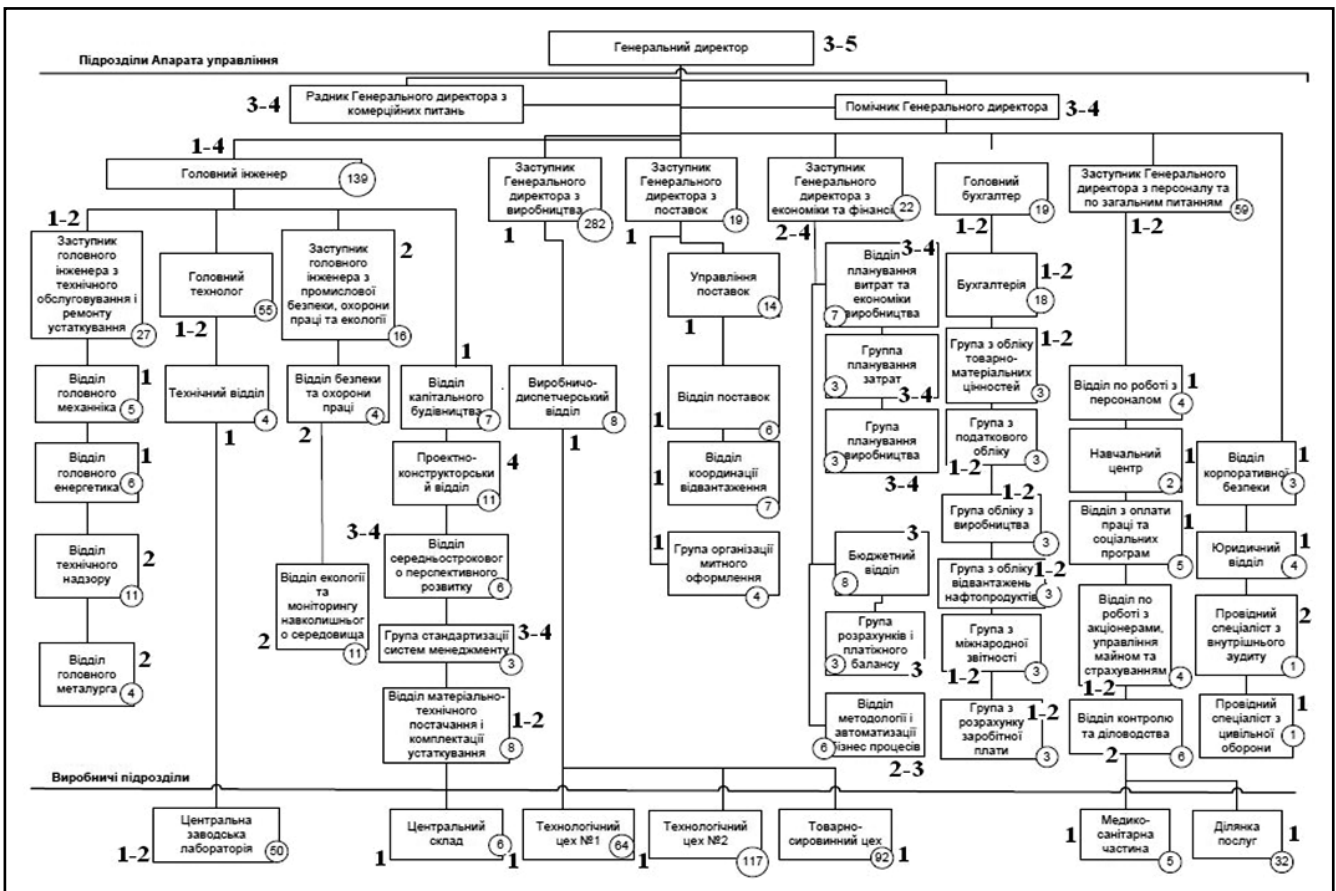 Генеральний директор
3-5
Підрозділи Апарата управління
3-4
Радник Генерального директора з
комерційних питань
Помічник Генерального директора
3-4
1-4
Головний інженер
139
Заступник
Генерального
директора з
виробництва
282
1
Заступник
Генерального
директора з
поставок
19
1
Заступник
Генерального
директора з
економіки та фінансів
22
2-4
Головний
бухгалтер
19
1-2
Заступник Генерального
директора з персоналу та
по загальним питанням
59
1-2
1-2
Заступник
головного
інженера з
технічного
обслуговування і
ремонту
устаткування
27
Головний
технолог
55
1-2
Заступник
головного
інженера з
промислової
безпеки, охорони
праці та екології
16
2
Управління
поставок
14
1
3-4
Відділ
планування
витрат та
економіки
виробництва
7
Бухгалтерія
18
1-2
Відділ
головного
механніка
5
1
Технічний відділ
4
1
Відділ безпеки
та охорони
праці
4
2
1
Відділ
капітального
будівництва
7
Виробничо-
диспетчерський
відділ
8
1
Відділ поставок
6
1
Группа
планування
затрат
3
3-4
Група з обліку
товарно-
матеріальних
цінностей
3
1-2
Відділ по роботі з
персоналом
4
1
Відділ
головного
енергетика
6
1
Проектно-
конструкторськи
й відділ
11
4
Відділ
координації
відвантаження
7
1
Група
планування
виробництва
3
3-4
Група з
податкового
обліку
3
1-2
Навчальний
центр
2
1
Відділ
корпоративної
безпеки
3
1
Відділ
технічного
надзору
11
2
Відділ екології
та
моніторингу
навколишньог
о середовища
11
2
3-4
Відділ
середньостроковог
о перспективного
розвитку
6
Група організації
митного
оформлення
4
1
Бюджетний
відділ
8
3
1-2
Група обліку з
виробництва
3
Відділ з оплати
праці та
соціальних
програм
5
1
Юридичний
відділ
4
1
Відділ
головного
металурга
4
2
Група стандартизації
систем менеджменту
3
3-4
Група
розрахунків і
платіжного
балансу
3
3
Група з обліку
відвантажень
нафтопродуктів
3
1-2
Відділ по
роботі з
акціонерами,
управління
майном та
страхуванням
4
1-2
Провідний
спеціаліст з
внутрішнього
аудиту
1
2
Відділ матеріально-
технічного
постачання і
комплектації
устаткування
8
1-2
Відділ
методології і
автоматизації
бізнес процесів
6
2-3
Група з
міжнародної
звітності
3
1-2
Група з
розрахунку
заробітної
плати
3
1-2
Відділ контролю
та діловодства
6
2
Провідний
спеціаліст з
цивільної
оборони
1
1
Виробничі підрозділи
Центральна
заводська
лабораторія
50
1-2
Центральний
склад
6
1
Технологічний
цех №1
64
1
Технологічний
цех №2
117
1
Товарно-
сировинний цех
92
1
Медико-
санітарна
частина
5
1
Ділянка
послуг
32
1